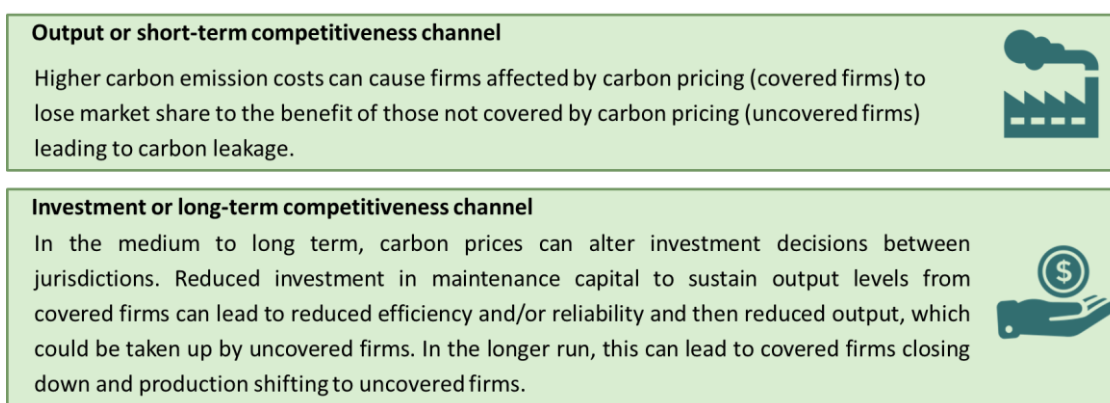 Output or short-term competitiveness channel
Higher carbon emission costs can cause firms affected by carbon pricing (covered firms) to
lose market share to the benefit of those not covered by carbon pricing (uncovered firms)
leading to carbon leakage.
Investment or long-term competitiveness channel
In the medium to long term, carbon prices can alter investment decisions between
jurisdictions. Reduced investment in maintenance capital to sustain output levels from
covered firms can lead to reduced efficiency and/or reliability and then reduced output, which
could be taken up by uncovered firms. In the longer run, this can lead to covered firms closing
down and production shifting to uncovered firms.
$